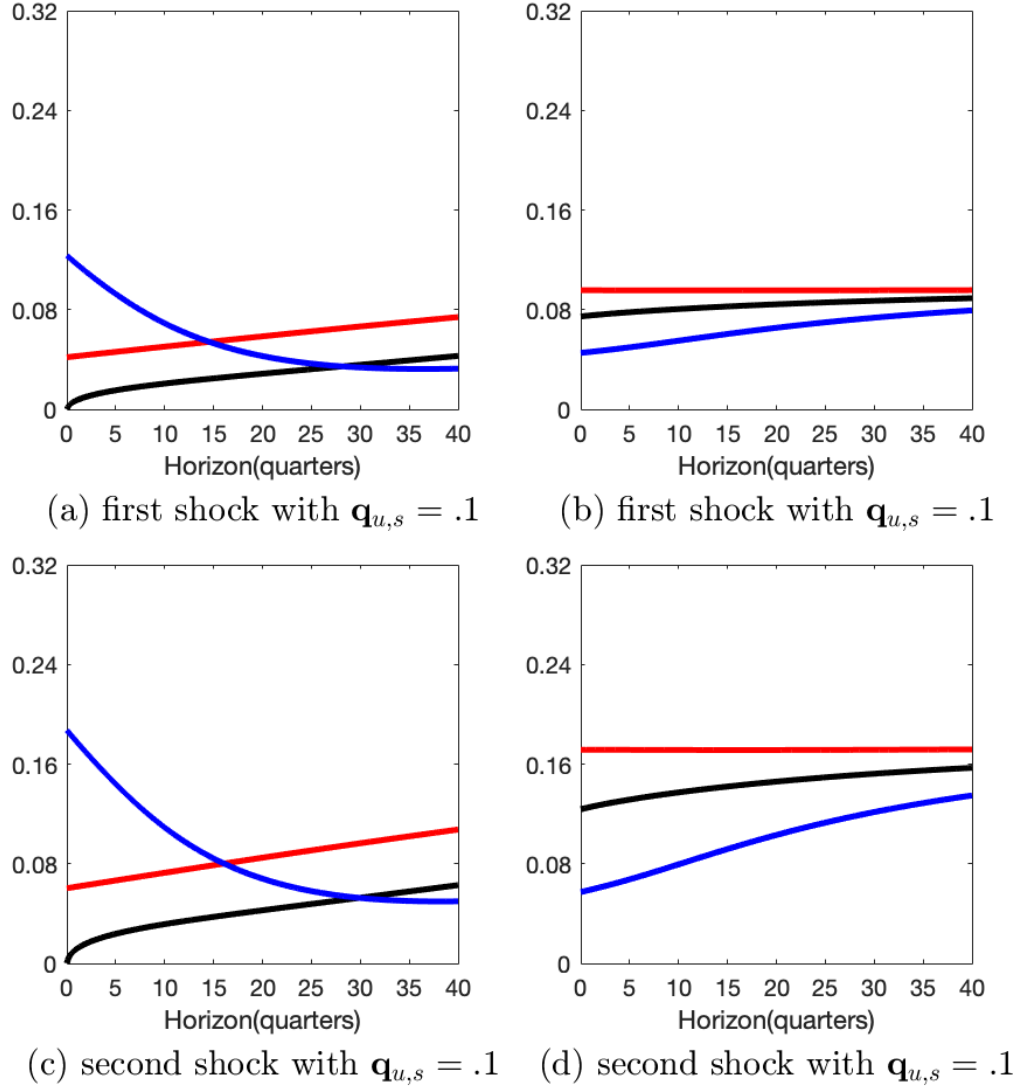 0.32 0.32
0.24 0.24
0.16 0.16
0.08 0.08
0 0
0 5 10 15 20 25 30 35 40 0 5 10 15 20 25 30 35 40
Horizon(quarters) Horizon(quarters)
(a) first shock with q_{u,s} = .1 (b) first shock with q_{u,s} = .1
0.32 0.32
0.24 0.24
0.16 0.16
0.08 0.08
0 0
0 5 10 15 20 25 30 35 40 0 5 10 15 20 25 30 35 40
Horizon(quarters) Horizon(quarters)
(c) second shock with q_{u,s} = .1 (d) second shock with q_{u,s} = .1